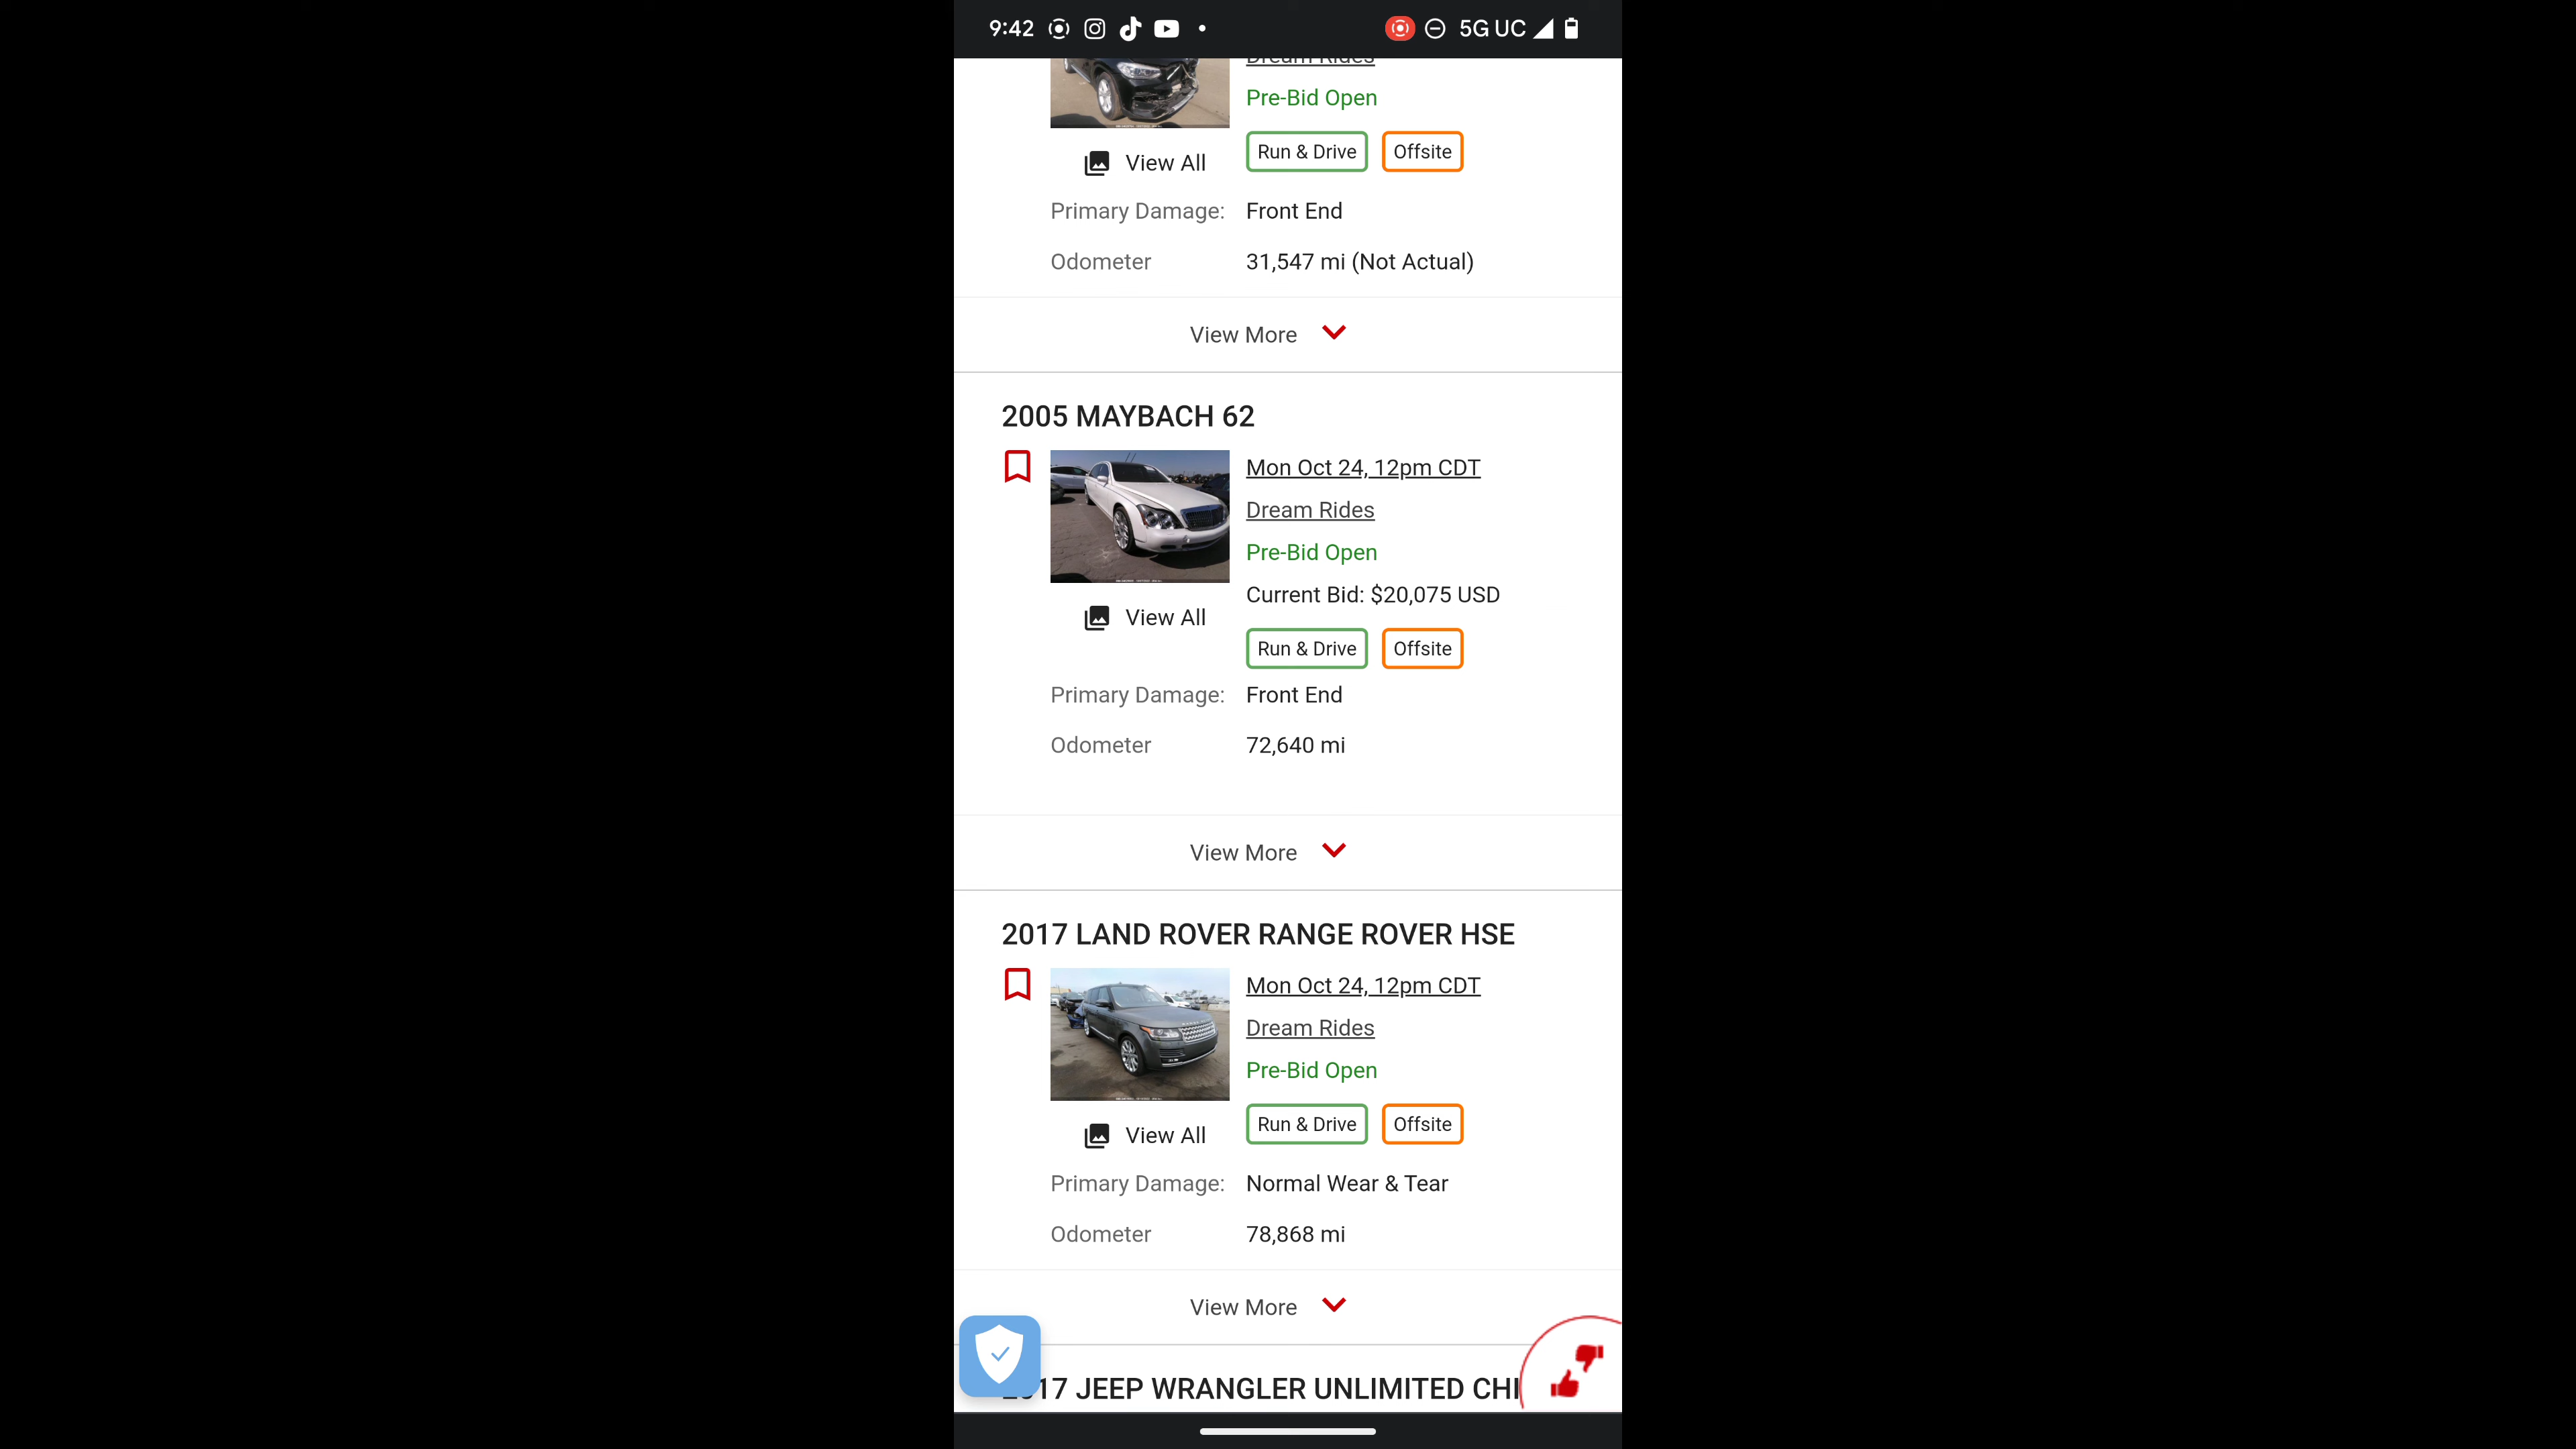 9:42 5G UC
Dream Rides
Pre-Bid Open
Run & Drive Offsite
View All
Primary Damage: Front End
Odometer 31,547 mi (Not Actual)
View More
2005 MAYBACH 62
Mon Oct 24, 12pm CDT
Dream Rides
Pre-Bid Open
Current Bid: $20,075 USD
View All
Run & Drive Offsite
Primary Damage: Front End
Odometer 72,640 mi
View More
2017 LAND ROVER RANGE ROVER HSE
Mon Oct 24, 12pm CDT
Dream Rides
Pre-Bid Open
Run & Drive Offsite
View All
Primary Damage: Normal Wear & Tear
Odometer 78,868 mi
View More
2017 JEEP WRANGLER UNLIMITED CHI